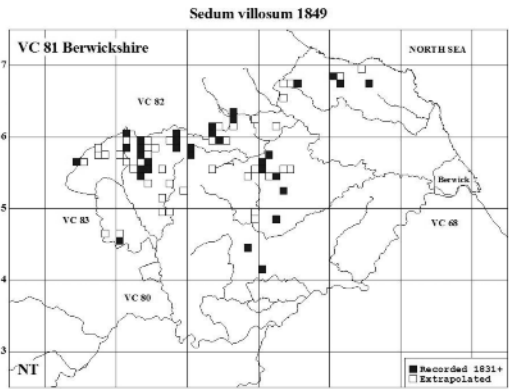 Sedum villosum 1849
VC 81 Berwickshire
NORTH SEA
7
VC 82
6
Berwick
5
VC 83
VC 68
4
VC 80
3
NT
Recorded 1831+
Extrapolated